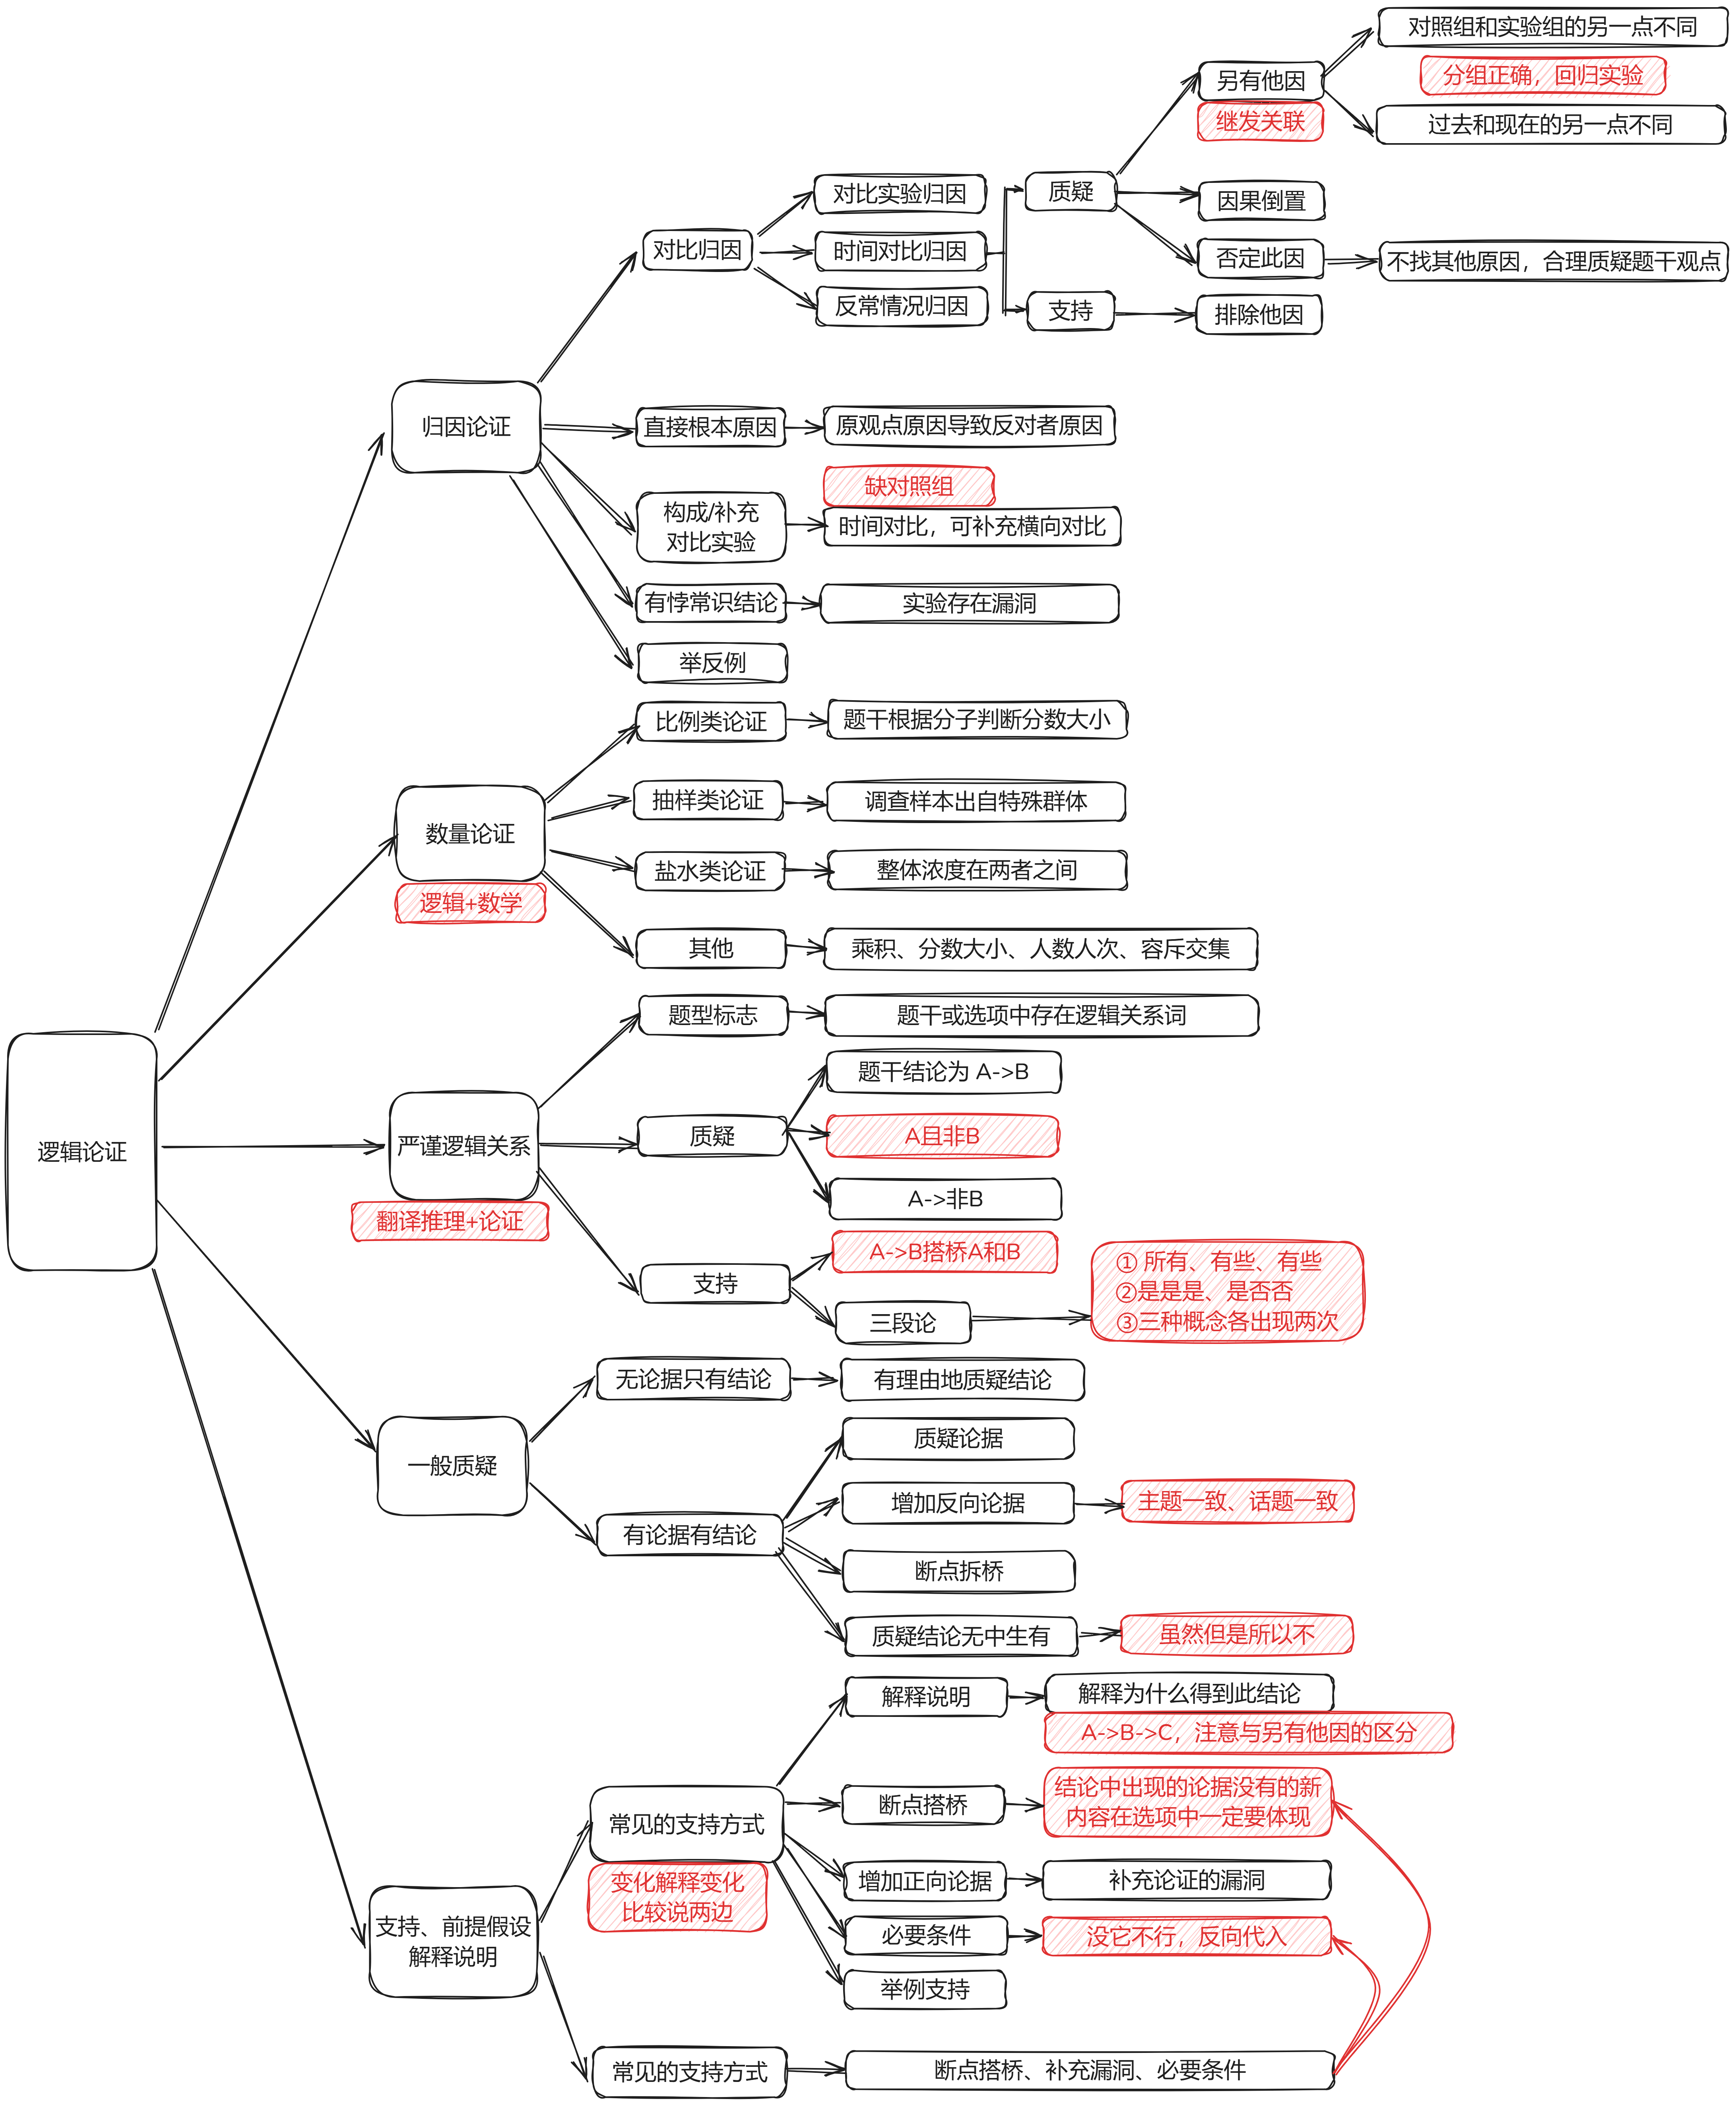 对照组和实验组的另一点不同
分组正确，回归实验
另有他因
继发关联
过去和现在的另一点不同
对比实验归因
质疑
因果倒置
对比归因
时间对比归因
否定此因
不找其他原因，合理质疑题干观点
反常情况归因
支持
排除他因
归因论证
直接根本原因
原观点原因导致反对者原因
缺对照组
构成/补充
对比实验
时间对比，可补充横向对比
有悖常识结论
实验存在漏洞
举反例
比例类论证
题干根据分子判断分数大小
抽样类论证
调查样本出自特殊群体
数量论证
盐水类论证
整体浓度在两者之间
逻辑+数学
其他
乘积、分数大小、人数人次、容斥交集
题型标志
题干或选项中存在逻辑关系词
题干结论为 A->B
逻辑论证
严谨逻辑关系
质疑
A且非B
A->非B
翻译推理+论证
A->B搭桥A和B
支持
三段论
① 所有、有些、有些
②是是是、是否否
③三种概念各出现两次
无论据只有结论
有理由地质疑结论
一般质疑
质疑论据
增加反向论据
主题一致、话题一致
有论据有结论
断点拆桥
质疑结论无中生有
虽然但是所以不
解释说明
解释为什么得到此结论
A->B->C，注意与另有他因的区分
常见的支持方式
断点搭桥
结论中出现的论据没有的新
内容在选项中一定要体现
变化解释变化
比较说两边
增加正向论据
补充论证的漏洞
支持、前提假设
解释说明
必要条件
没它不行，反向代入
举例支持
常见的支持方式
断点搭桥、补充漏洞、必要条件